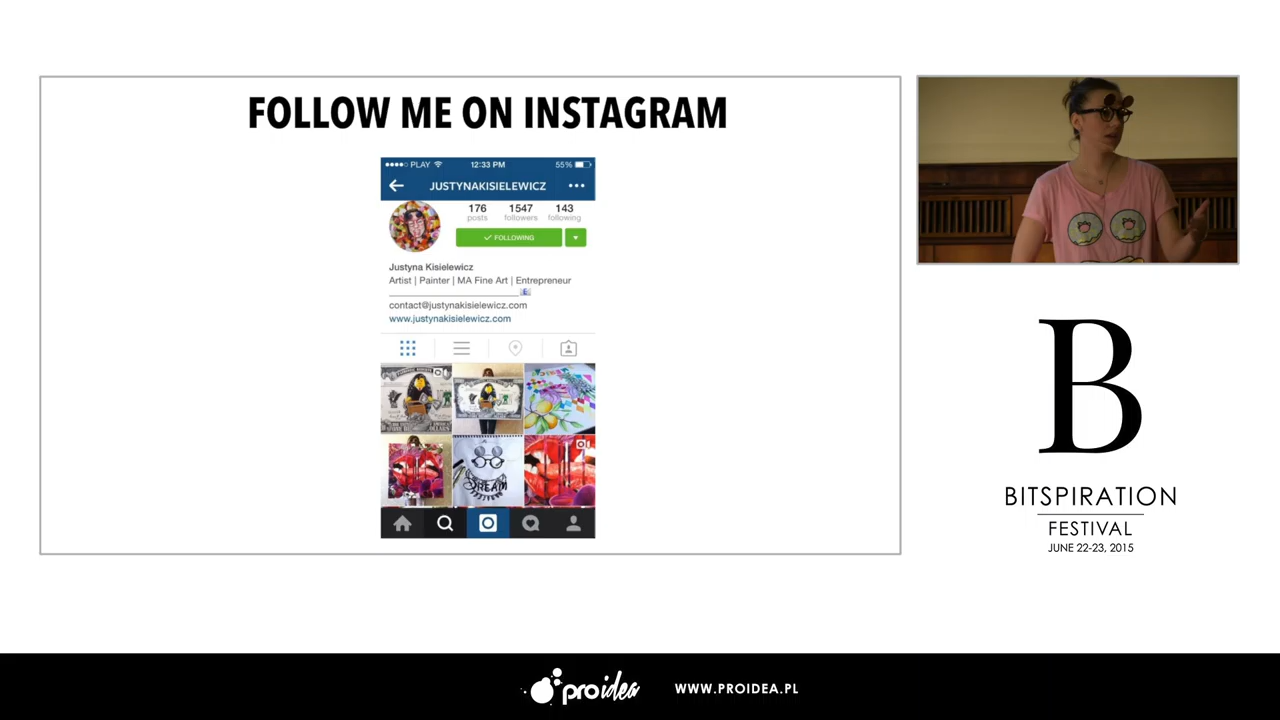 FOLLOW ME ON INSTAGRAM
PLAY 12:33 PM 55%
JUSTYNAKISIELEWICZ
176 1547 143
posts followers following
✓ FOLLOWING
Justyna Kisielewicz
Artist | Painter | MA Fine Art | Entrepreneur
contact@justynakisielewicz.com
www.justynakisielewicz.com
DREAM
B
BITSPIRATION
FESTIVAL
JUNE 22-23, 2015
proidea
WWW.PROIDEA.PL